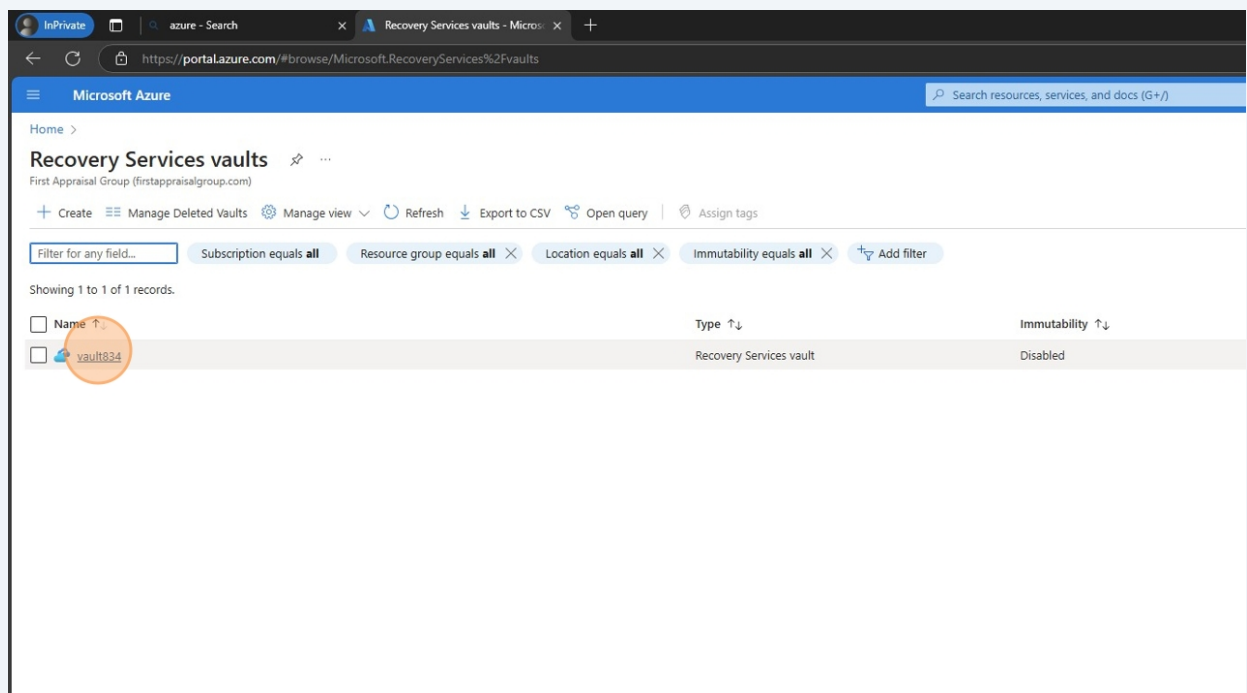 InPrivate azure - Search Recovery Services vaults - Micros
https://portal.azure.com/#browse/Microsoft.RecoveryServices%2Fvaults
Microsoft Azure Search resources, services, and docs (G+/)
Home >
Recovery Services vaults ...
First Appraisal Group (firstappraisalgroup.com)
Create Manage Deleted Vaults Manage view Refresh Export to CSV Open query Assign tags
Filter for any field... Subscription equals all Resource group equals all Location equals all Immutability equals all Add filter
Showing 1 to 1 of 1 records.
Name ↑↓ Type ↑↓ Immutability ↑↓
vault834 Recovery Services vault Disabled